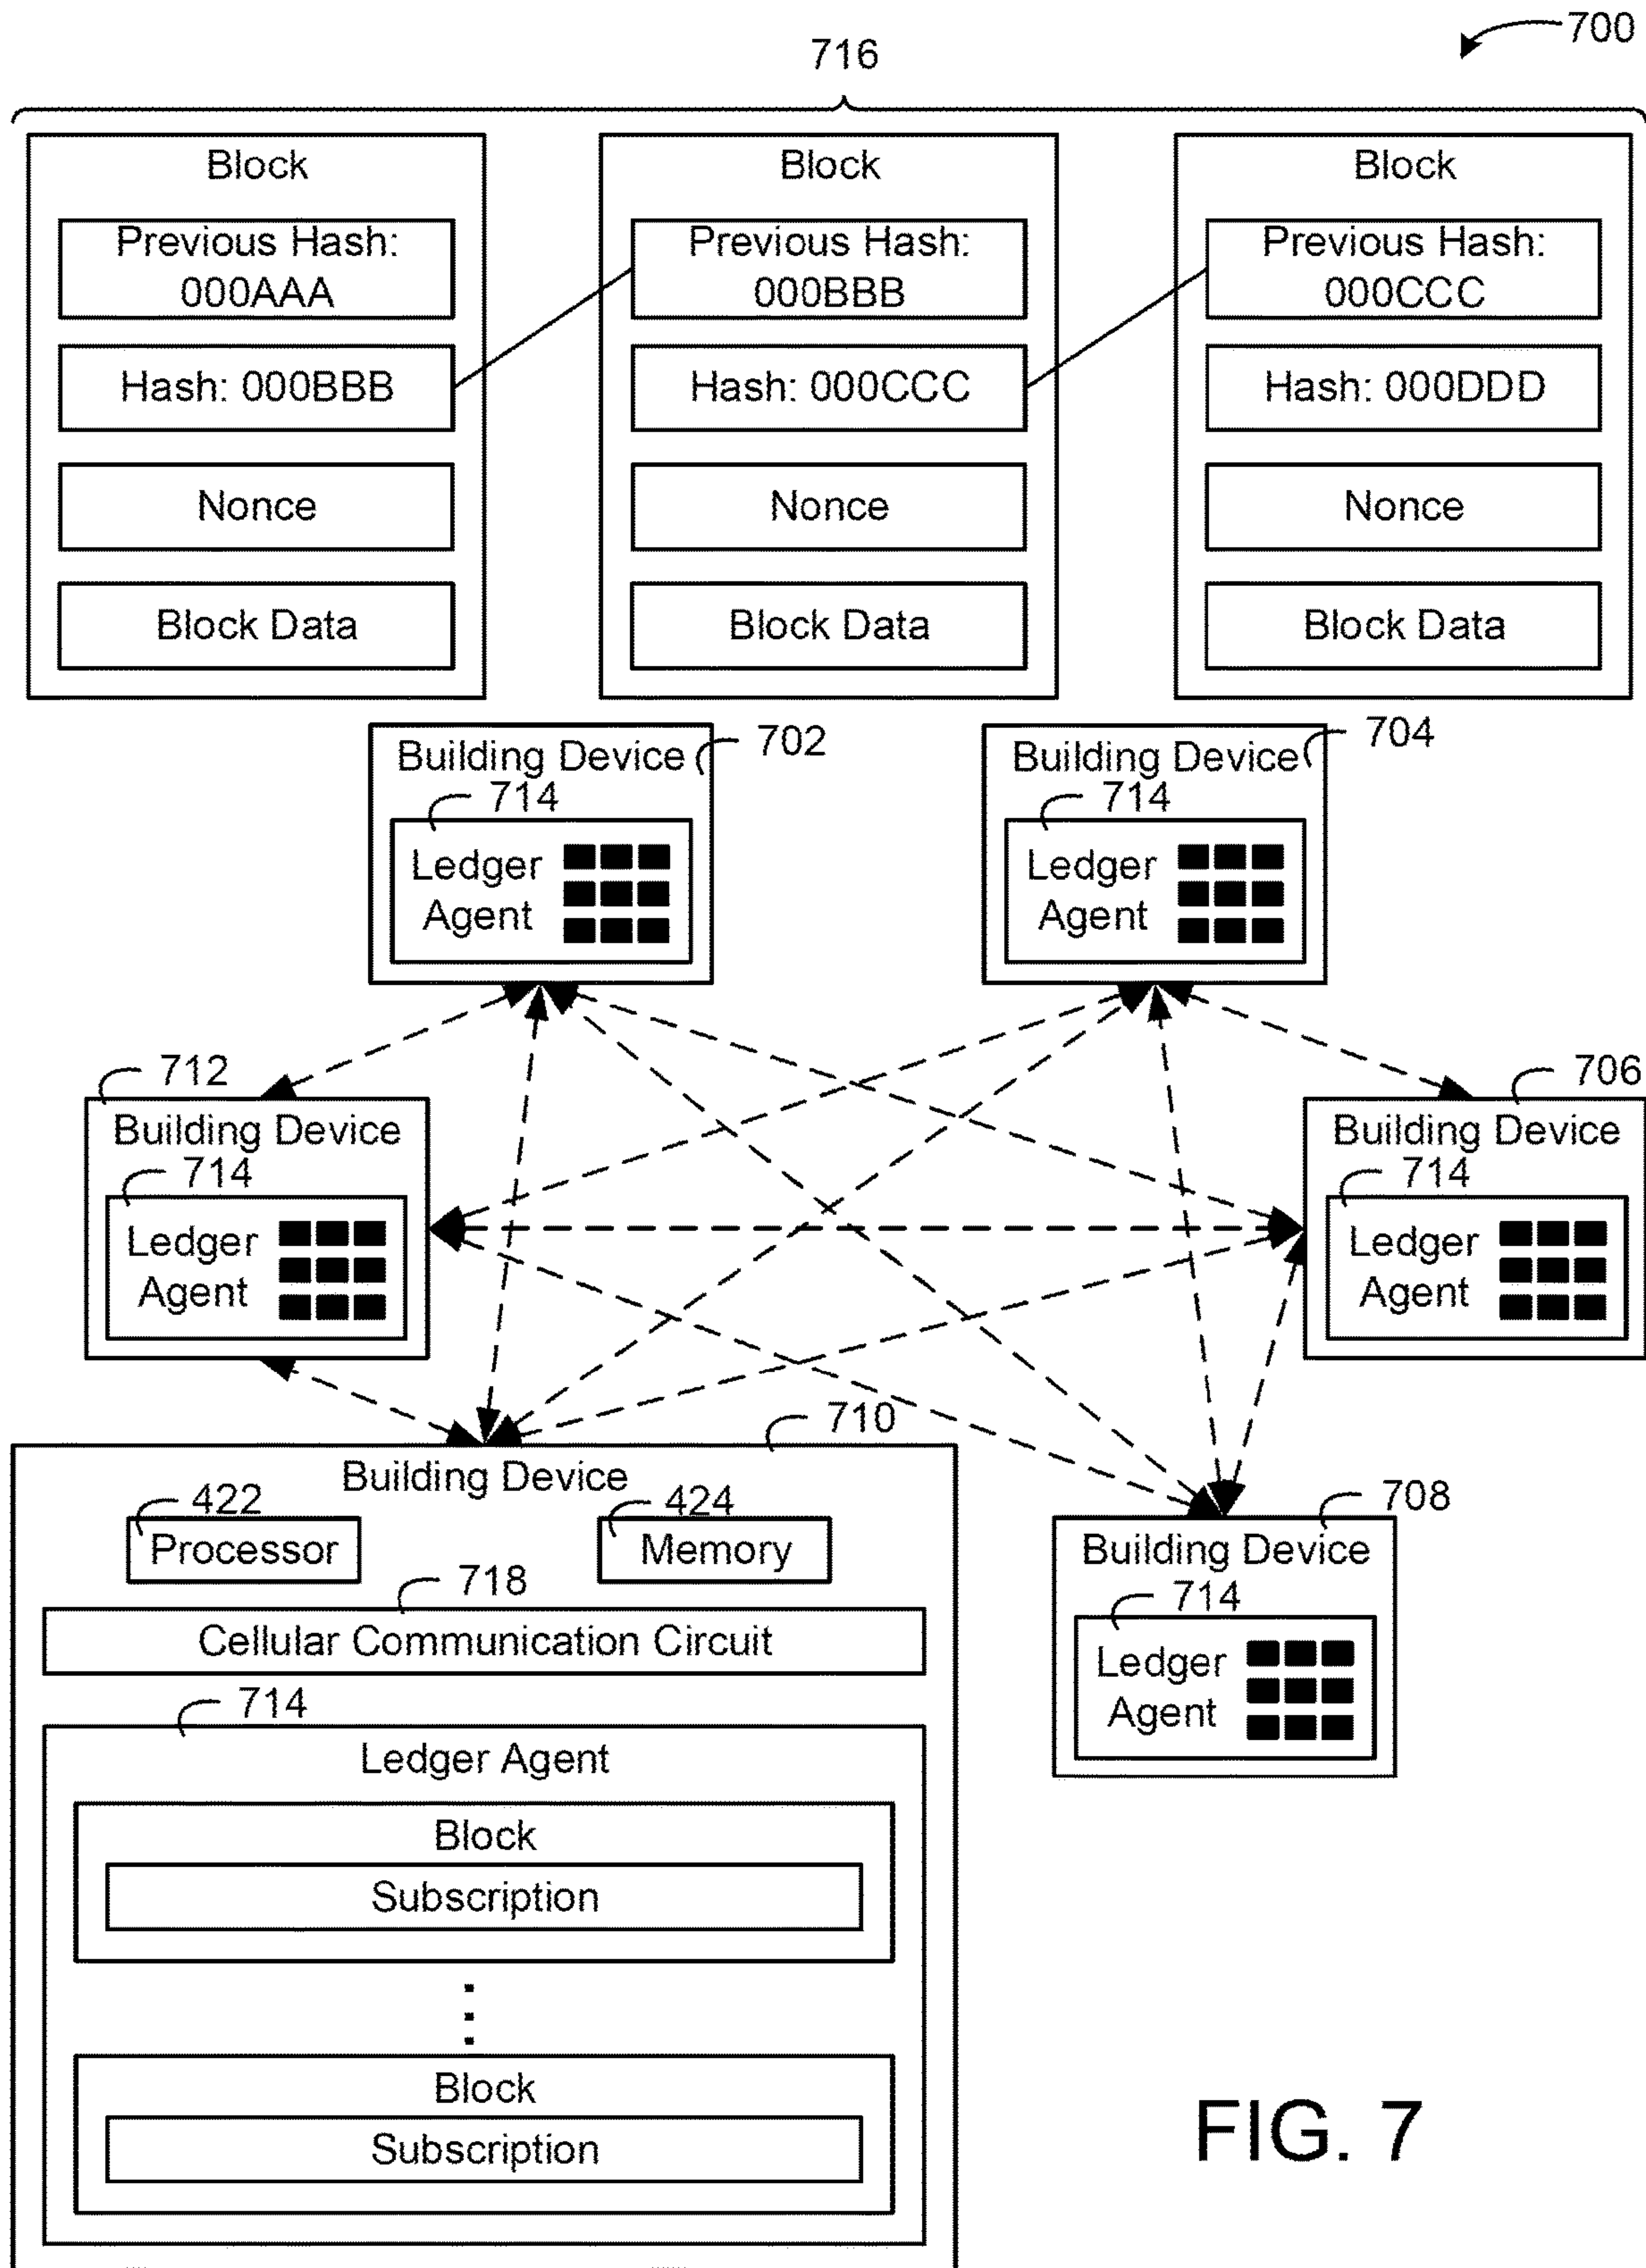 700
716
Block
Previous Hash:
000AAA
Hash: 000BBB
Nonce
Block Data
Block
Previous Hash:
000BBB
Hash: 000CCC
Nonce
Block Data
Block
Previous Hash:
000CCC
Hash: 000DDD
Nonce
Block Data
702
Building Device
714
Ledger
Agent
704
Building Device
714
Ledger
Agent
712
Building Device
714
Ledger
Agent
706
Building Device
714
Ledger
Agent
710
Building Device
422
Processor
424
Memory
718
Cellular Communication Circuit
714
Ledger Agent
Block
Subscription
Block
Subscription
708
Building Device
714
Ledger
Agent
FIG. 7